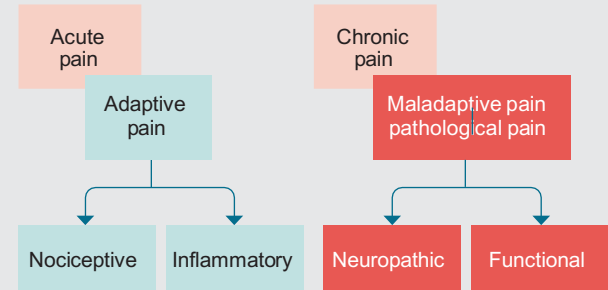 Acute
pain
Adaptive
pain
Nociceptive
Inflammatory
Chronic
pain
Maladaptive pain
pathological pain
Neuropathic
Functional